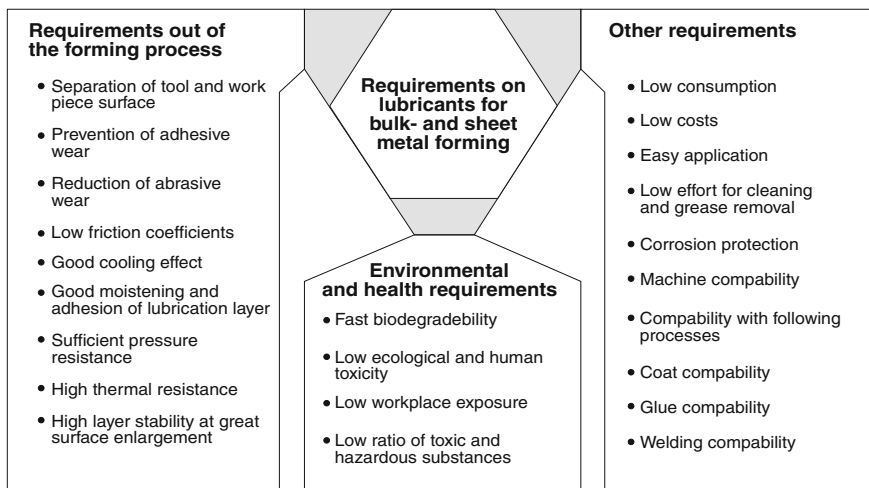 Requirements out of
the forming process
• Separation of tool and work
piece surface
• Prevention of adhesive
wear
• Reduction of abrasive
wear
• Low friction coefficients
• Good cooling effect
• Good moistening and
adhesion of lubrication layer
• Sufficient pressure
resistance
• High thermal resistance
• High layer stability at great
surface enlargement
Requirements on
lubricants for
bulk- and sheet
metal forming
Environmental
and health requirements
• Fast biodegradebility
• Low ecological and human
toxicity
• Low workplace exposure
• Low ratio of toxic and
hazardous substances
Other requirements
• Low consumption
• Low costs
• Easy application
• Low effort for cleaning
and grease removal
• Corrosion protection
• Machine compability
• Compability with following
processes
• Coat compability
• Glue compability
• Welding compability